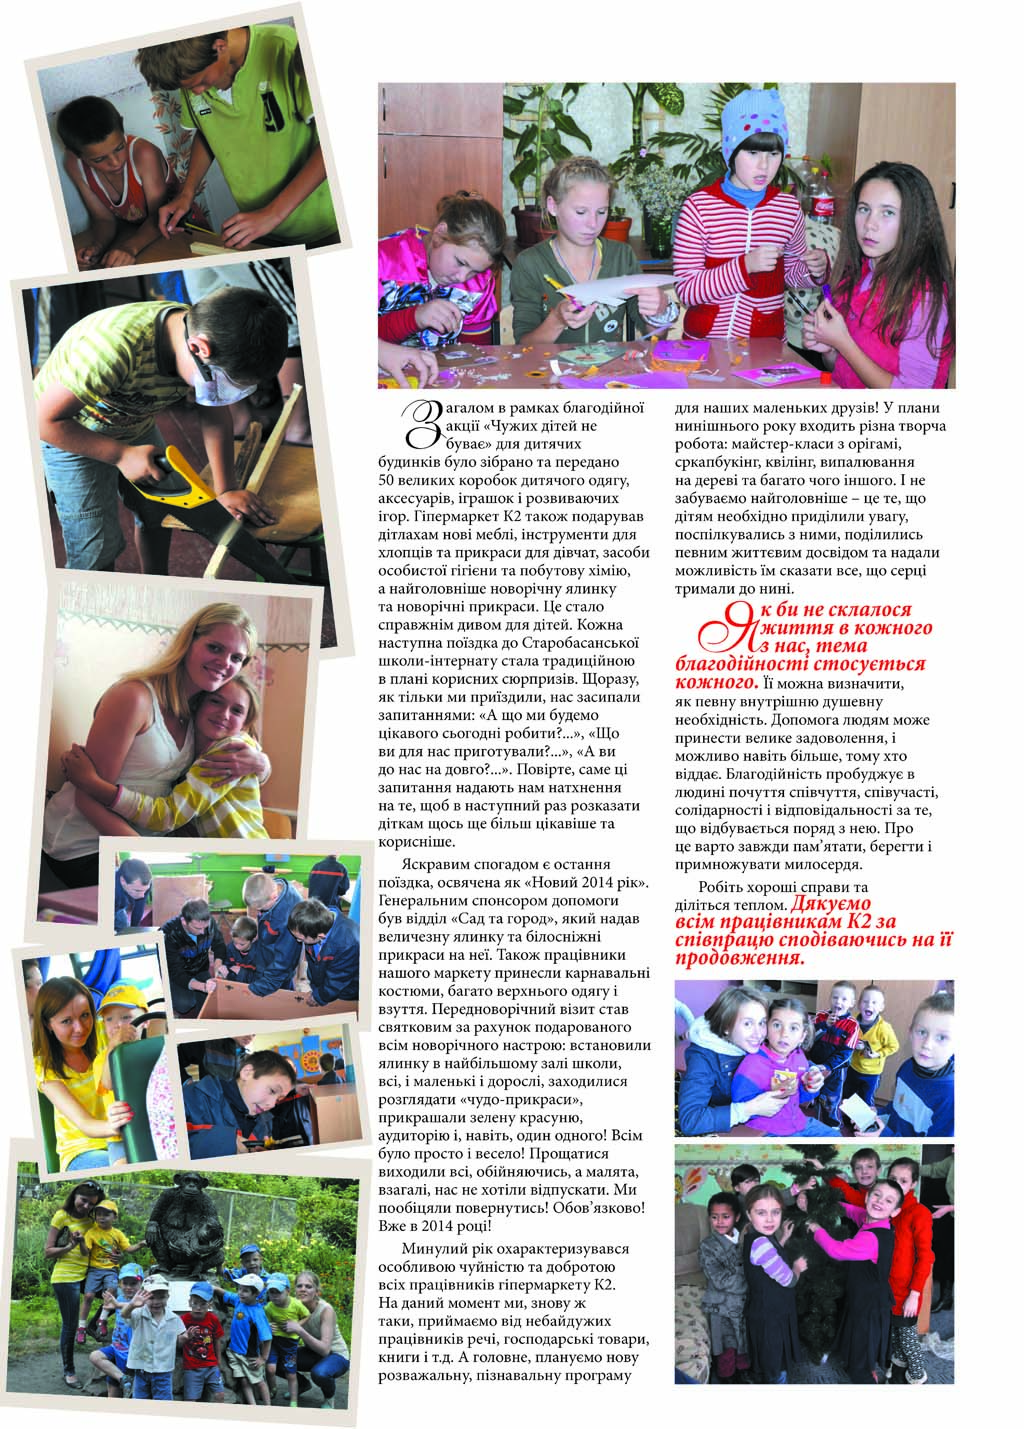 Загалом в рамках благодійної
акції «Чужих дітей не
буває» для дитячих
будинків було зібрано та передано
50 великих коробок дитячого одягу,
аксесуарів, іграшок і розвиваючих
ігор. Гіпермаркет К2 також подарував
дітлахам нові меблі, інструменти для
хлопців та прикраси для дівчат, засоби
особистої гігієни та побутову хімію,
а найголовніше новорічну ялинку
та новорічні прикраси. Це стало
справжнім дивом для дітей. Кожна
наступна поїздка до Старобасанської
школи-інтернату стала традиційною
в плані корисних сюрпризів. Щоразу,
як тільки ми приїздили, нас засипали
запитаннями: «А що ми будемо
цікавого сьогодні робити?...», «Що
ви для нас приготували?...», «А ви
до нас на довго?...». Повірте, саме ці
запитання надають нам натхнення
на те, щоб в наступний раз розказати
діткам щось ще більш цікавіше та
корисніше.
Яскравим спогадом є остання
поїздка, освячена як «Новий 2014 рік».
Генеральним спонсором допомоги
був відділ «Сад та город», який надав
величезну ялинку та білосніжні
прикраси на неї. Також працівники
нашого маркету принесли карнавальні
костюми, багато верхнього одягу і
взуття. Передноворічний візит став
святковим за рахунок подарованого
всім новорічного настрою: встановили
ялинку в найбільшому залі школи,
всі, і маленькі і дорослі, заходилися
розглядати «чудо-прикраси»,
прикрашали зелену красуню,
аудиторію і, навіть, один одного! Всім
було просто і весело! Прощатися
виходили всі, обіймаючись, а малята,
взагалі, нас не хотіли відпускати. Ми
пообіцяли повернутись! Обов’язково!
Вже в 2014 році!
Минулий рік охарактеризувався
особливою чуйністю та добротою
всіх працівників гіпермаркету К2.
На даний момент ми, знову ж
таки, приймаємо від небайдужих
працівників речі, господарські товари,
книги і т.д. А головне, плануємо нову
розважальну, пізнавальну програму
для наших маленьких друзів! У плани
нинішнього року входить різна творча
робота: майстер-класи з орігамі,
сркапбукінг, квілінг, випалювання
на дереві та багато чого іншого. І не
забуваємо найголовніше – це те, що
дітям необхідно приділили увагу,
поспілкувались з ними, поділились
певним життєвим досвідом та надали
можливість їм сказати все, що серці
тримали до нині.
Як би не склалося
життя в кожного
з нас, тема
благодійності стосується
кожного. Її можна визначити,
як певну внутрішню душевну
необхідність. Допомога людям може
принести велике задоволення, і
можливо навіть більше, тому хто
віддає. Благодійність пробуджує в
людині почуття співчуття, співучасті,
солідарності і відповідальності за те,
що відбувається поряд з нею. Про
це варто завжди пам’ятати, берегти і
примножувати милосердя.
Робіть хороші справи та
діліться теплом. Дякуємо
всім працівникам К2 за
співпрацю сподіваючись на її
продовження.